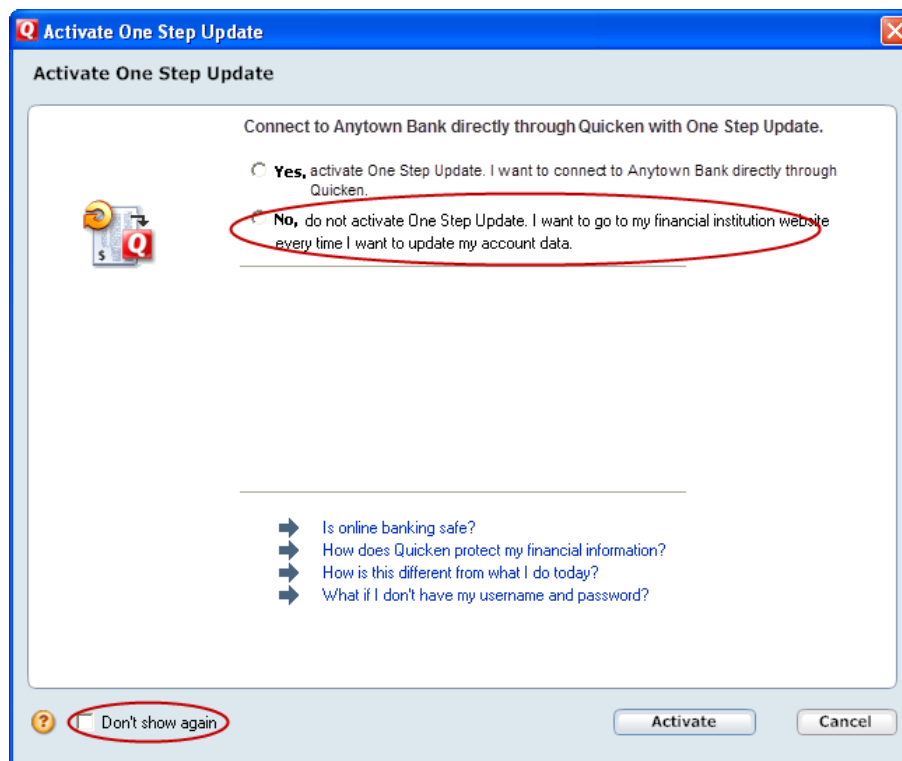 Activate One Step Update
Activate One Step Update
Connect to Anytown Bank directly through Quicken with One Step Update.
Yes, activate One Step Update. I want to connect to Anytown Bank directly through
Quicken.
No, do not activate One Step Update. I want to go to my financial institution website
every time I want to update my account data.
Is online banking safe?
How does Quicken protect my financial information?
How is this different from what I do today?
What if I don't have my username and password?
Don't show again
Activate
Cancel